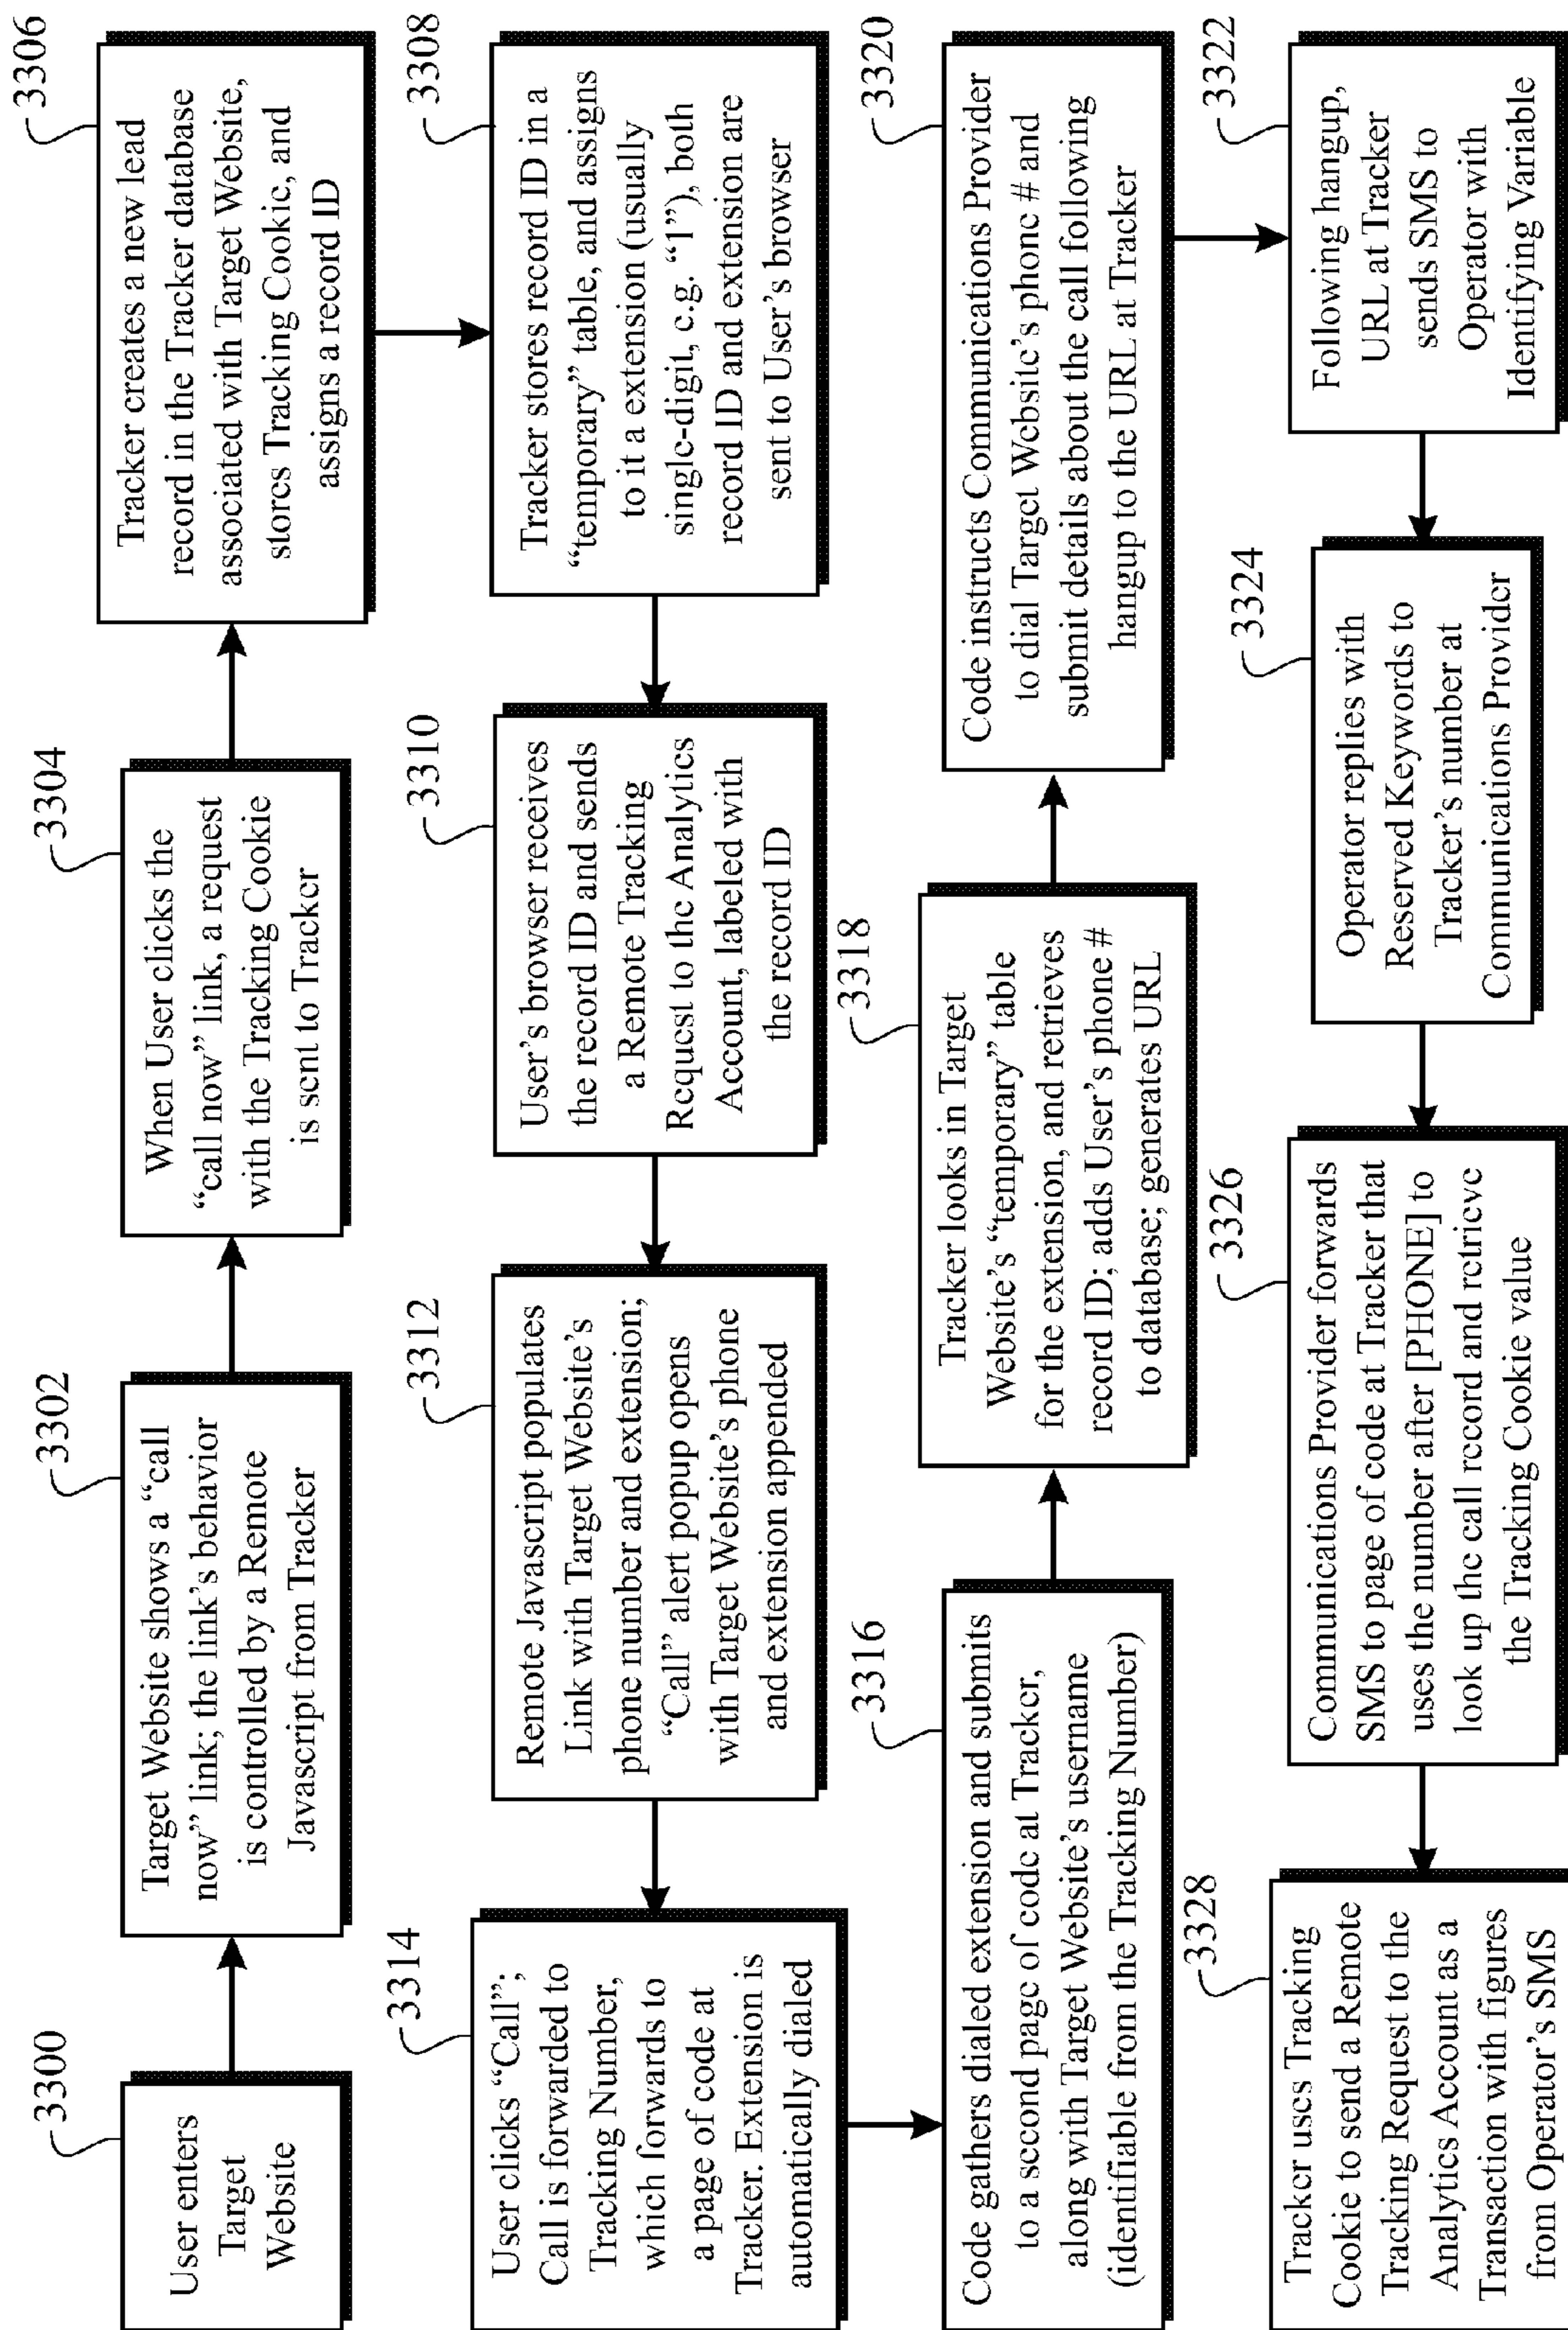 3300
User enters
Target
Website
3302
Target Website shows a “call
now” link; the link’s behavior
is controlled by a Remote
Javascript from Tracker
3304
When User clicks the
“call now” link, a request
with the Tracking Cookie
is sent to Tracker
3306
Tracker creates a new lead
record in the Tracker database
associated with Target Website,
stores Tracking Cookie, and
assigns a record ID
3308
Tracker stores record ID in a
“temporary” table, and assigns
to it a extension (usually
single-digit, e.g. “1”), both
record ID and extension are
sent to User’s browser
3310
User’s browser receives
the record ID and sends
a Remote Tracking
Request to the Analytics
Account, labeled with
the record ID
3312
Remote Javascript populates
Link with Target Website’s
phone number and extension;
“Call” alert popup opens
with Target Website’s phone
and extension appended
3314
User clicks “Call”;
Call is forwarded to
Tracking Number,
which forwards to
a page of code at
Tracker. Extension is
automatically dialed
3316
Code gathers dialed extension and submits
to a second page of code at Tracker,
along with Target Website’s username
(identifiable from the Tracking Number)
3318
Tracker looks in Target
Website’s “temporary” table
for the extension, and retrieves
record ID; adds User’s phone #
to database; generates URL
3320
Code instructs Communications Provider
to dial Target Website’s phone # and
submit details about the call following
hangup to the URL at Tracker
3322
Following hangup,
URL at Tracker
sends SMS to
Operator with
Identifying Variable
3324
Operator replies with
Reserved Keywords to
Tracker’s number at
Communications Provider
3326
Communications Provider forwards
SMS to page of code at Tracker that
uses the number after [PHONE] to
look up the call record and retrieve
the Tracking Cookie value
3328
Tracker uses Tracking
Cookie to send a Remote
Tracking Request to the
Analytics Account as a
Transaction with figures
from Operator’s SMS